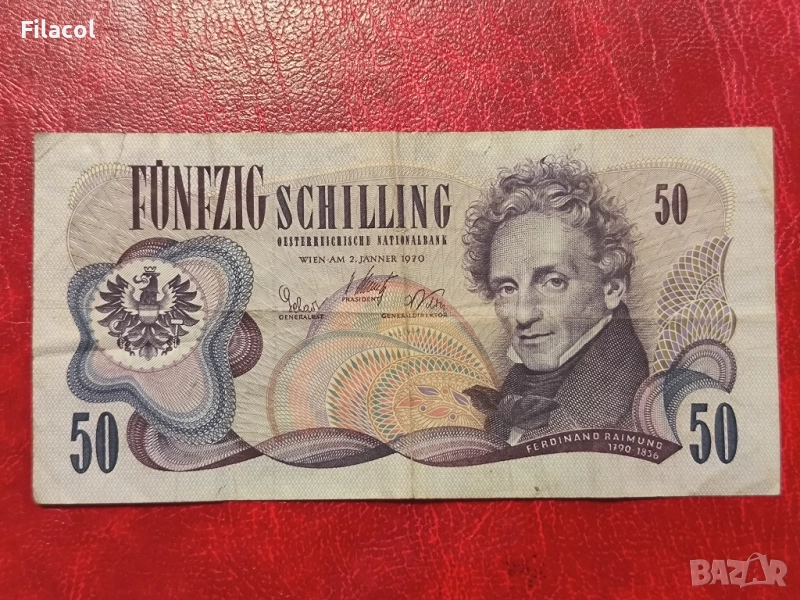 Filacol
FÜNFZIG SCHILLING
50
OESTERREICHISCHE NATIONALBANK
WIEN AM 2. JÄNNER 1970
PRÄSIDENT
GENERALRAT
GENERALDIREKTOR
50
FERDINAND RAIMUND
1790-1836
50
BAZAR